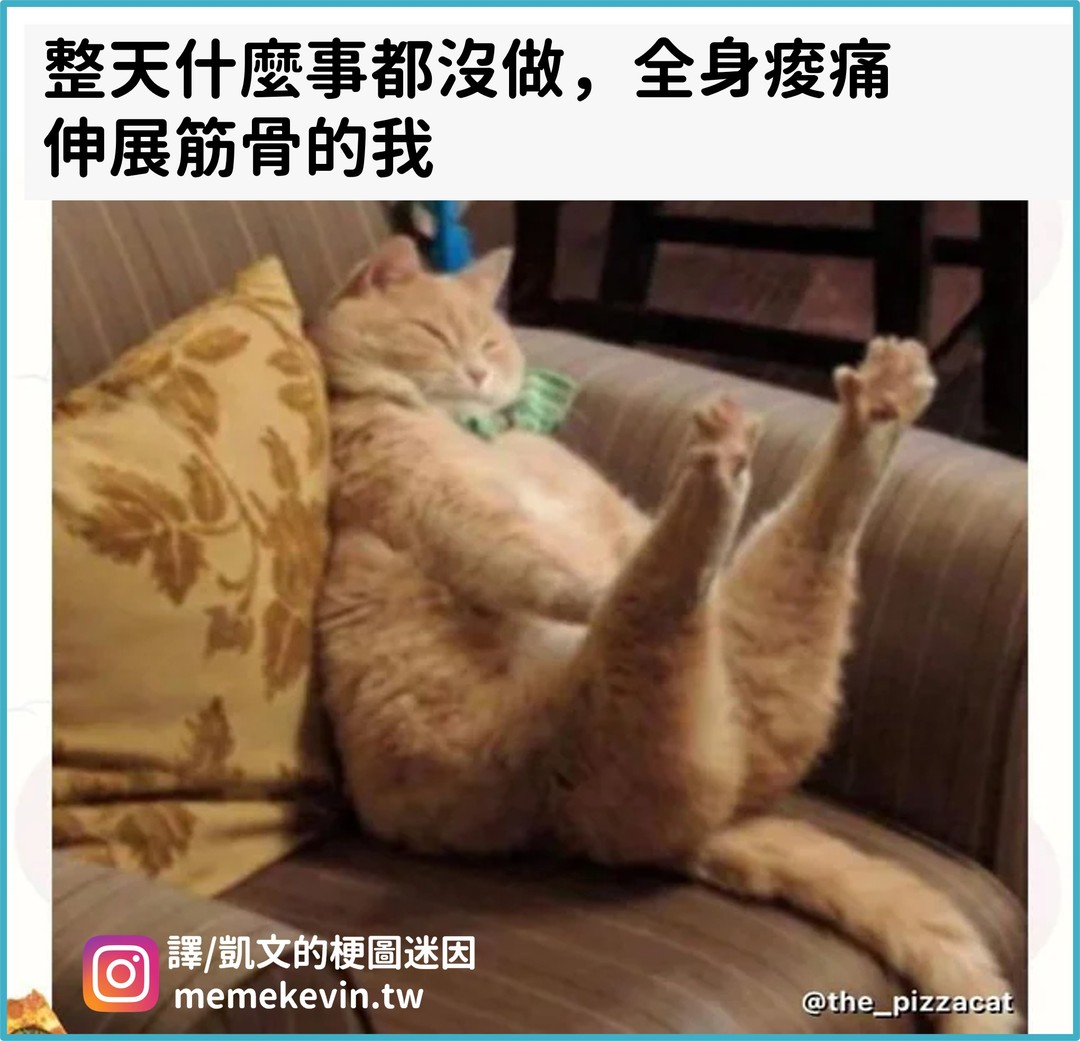 整天什麼事都沒做，全身痠痛
伸展筋骨的我
譯/凱文的梗圖迷因
memekevin.tw
@the_pizzacat